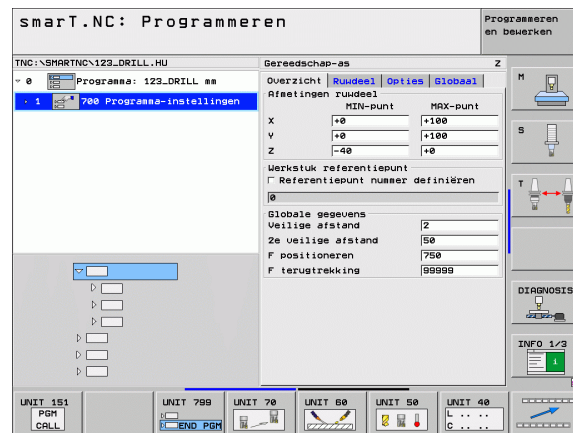 smarT.NC: Programmeren
Programmeren en bewerken
TNC:\SMARTNC\123_DRILL.HU
Gereedschap-as Z
0 Programma: 123_DRILL mm
1 700 Programma-instellingen
Overzicht Ruwdeel Opties Globaal
Afmetingen ruwdeel
MIN-punt MAX-punt
X +0 +100
Y +0 +100
Z -40 +0
Werkstuk referentiepunt
Referentiepunt nummer definiëren
0
Globale gegevens
Veilige afstand 2
2e veilige afstand 50
F positioneren 750
F terugtrekking 99999
M
S
T
DIAGNOSIS
INFO 1/3
i
UNIT 151
PGM
CALL
UNIT 799
END PGM
UNIT 70
UNIT 60
UNIT 50
UNIT 40
L .. ..
C .. ..